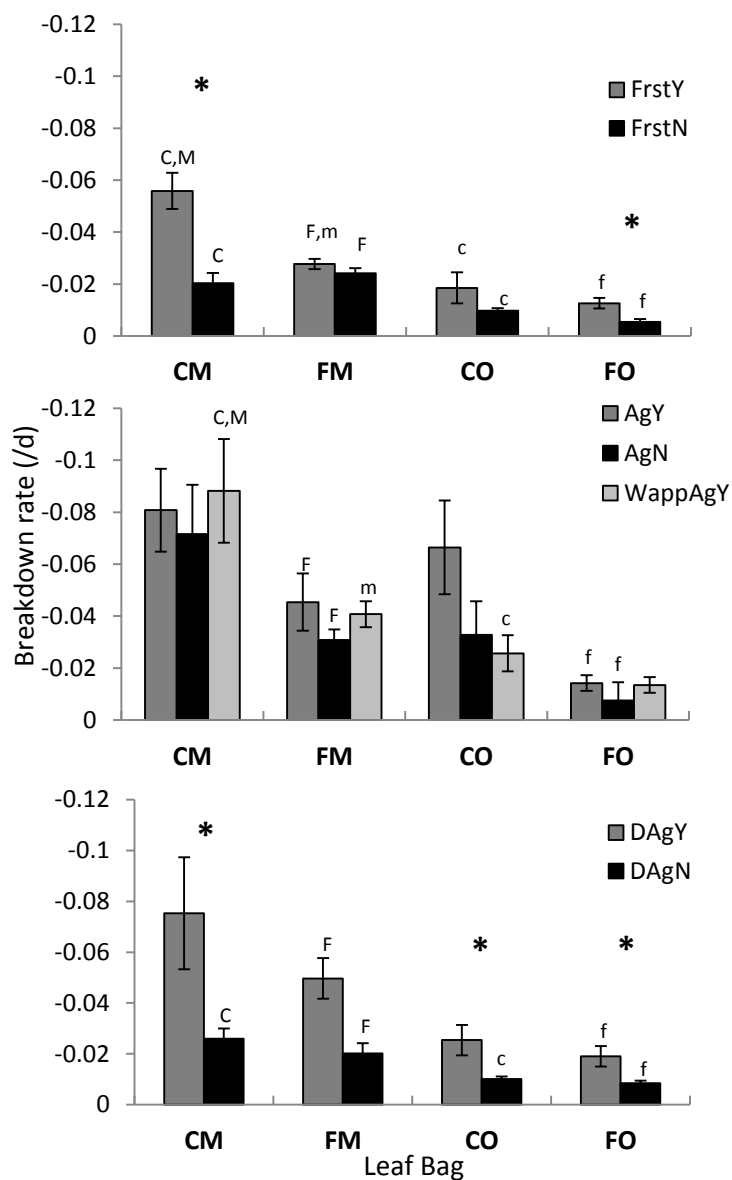 -0.12
-0.1
-0.08
-0.06
-0.04
-0.02
0
*
*
FrstY
FrstN
C,M
C
F,m
F
c
c
f
f
CM FM CO FO
Breakdown rate (/d)
-0.12
-0.1
-0.08
-0.06
-0.04
-0.02
0
AgY
AgN
WappAgY
C,M
F
F
m
c
f
f
CM FM CO FO
-0.12
-0.1
-0.08
-0.06
-0.04
-0.02
0
*
*
*
DAgY
DAgN
C
F
F
c
f
f
CM FM CO FO
Leaf Bag